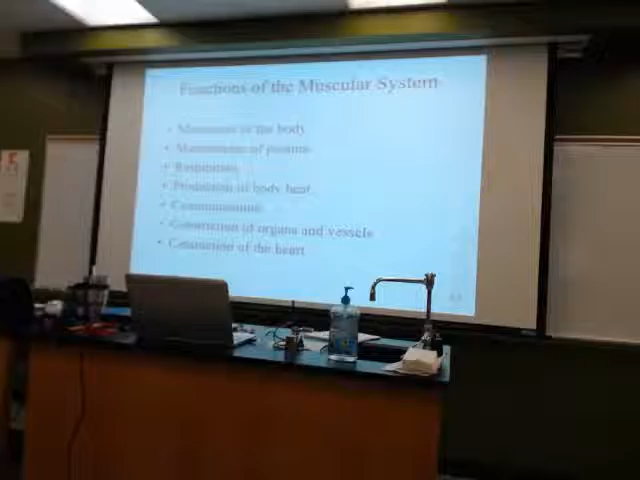 Functions of the Muscular System
• Movement of the body
• Maintenance of posture
• Respiration
• Production of body heat
• Communication
• Constriction of organs and vessels
• Contraction of the heart